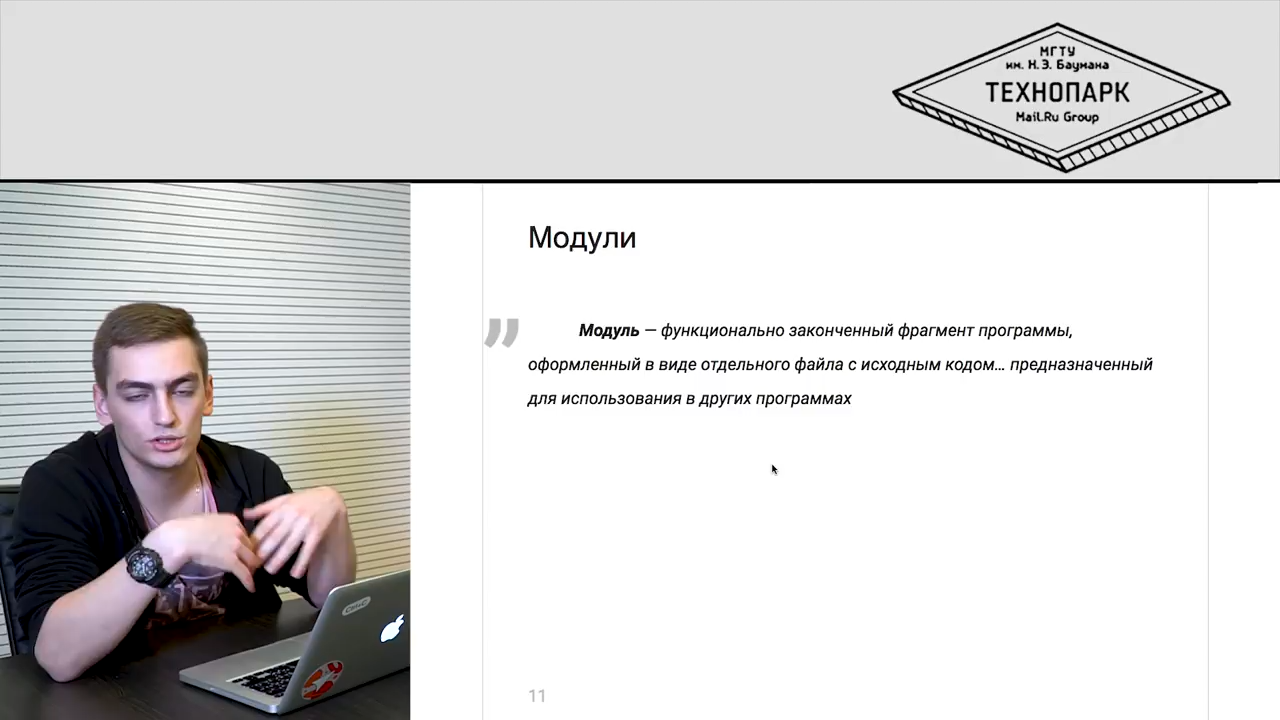 МГТУ
им. Н.Э. Баумана
ТЕХНОПАРК
Mail.Ru Group
Модули
” Модуль — функционально законченный фрагмент программы,
оформленный в виде отдельного файла с исходным кодом… предназначенный
для использования в других программах
Ctrl+C
11